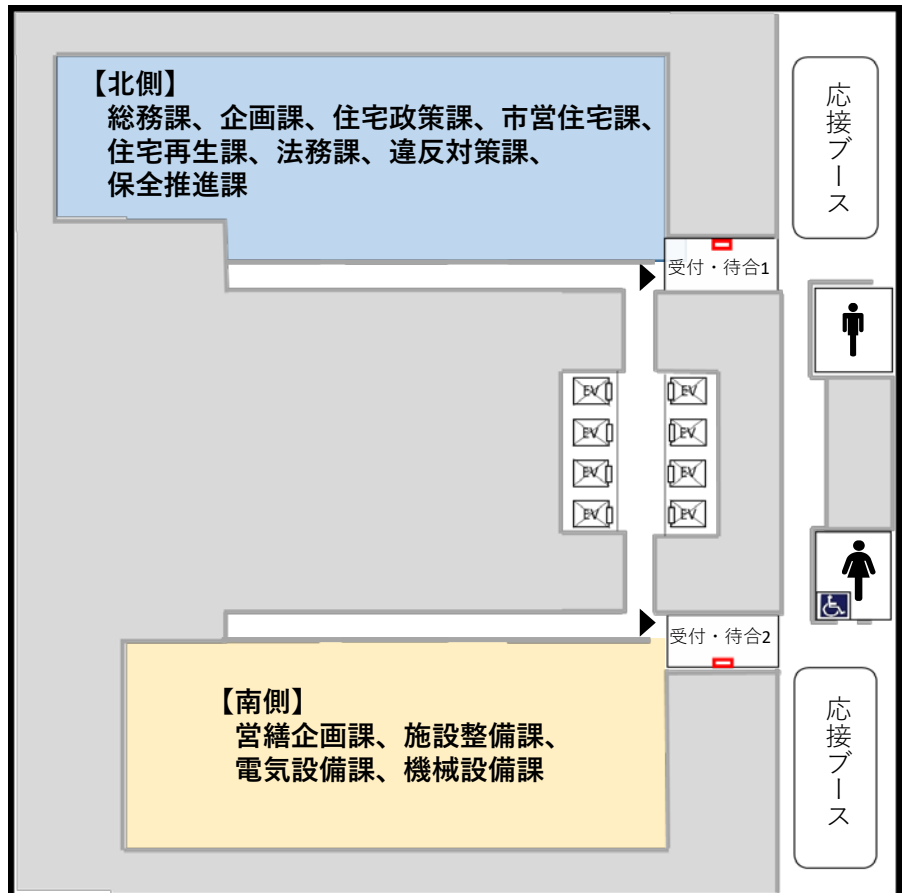 【北側】
総務課、企画課、住宅政策課、市営住宅課、
住宅再生課、法務課、違反対策課、
保全推進課
応接ブース
受付・待合1
EV
EV
EV
EV
EV
EV
EV
EV
受付・待合2
【南側】
営繕企画課、施設整備課、
電気設備課、機械設備課
応接ブース